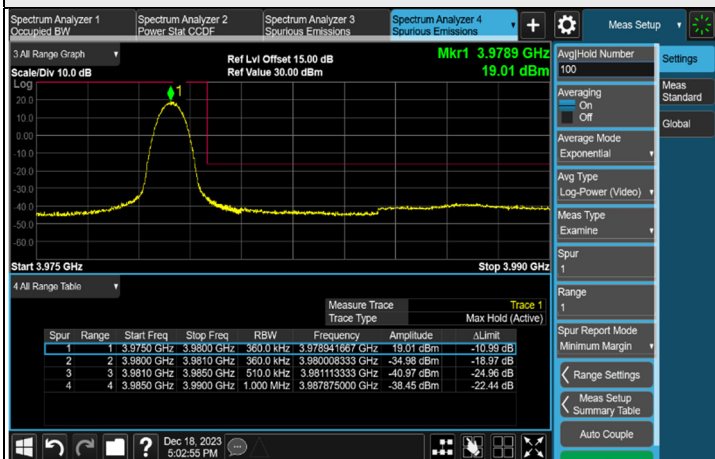 Spectrum Analyzer 1
Occupied BW
Spectrum Analyzer 2
Power Stat CCDF
Spectrum Analyzer 3
Spurious Emissions
Spectrum Analyzer 4
Spurious Emissions
+
Meas Setup
3 All Range Graph
Scale/Div 10.0 dB
Ref Lvl Offset 15.00 dB
Ref Value 30.00 dBm
Mkr1 3.9789 GHz
19.01 dBm
Log
1
20.0
10.0
0.00
-10.0
-20.0
-30.0
-40.0
-50.0
-60.0
Start 3.975 GHz
Stop 3.990 GHz
4 All Range Table
Measure Trace Trace 1
Trace Type Max Hold (Active)
Spur Range Start Freq Stop Freq RBW Frequency Amplitude ΔLimit
1 1 3.9750 GHz 3.9800 GHz 360.0 kHz 3.978941667 GHz 19.01 dBm -10.99 dB
2 2 3.9800 GHz 3.9810 GHz 360.0 kHz 3.980008333 GHz -34.98 dBm -18.97 dB
3 3 3.9810 GHz 3.9850 GHz 510.0 kHz 3.981113333 GHz -40.97 dBm -24.96 dB
4 4 3.9850 GHz 3.9900 GHz 1.000 MHz 3.987875000 GHz -38.45 dBm -22.44 dB
Avg|Hold Number
100
Averaging
On
Off
Average Mode
Exponential
Avg Type
Log-Power (Video)
Meas Type
Examine
Spur
1
Range
1
Spur Report Mode
Minimum Margin
Range Settings
Meas Setup
Summary Table
Auto Couple
Settings
Meas
Standard
Global
?
Dec 18, 2023
5:02:55 PM